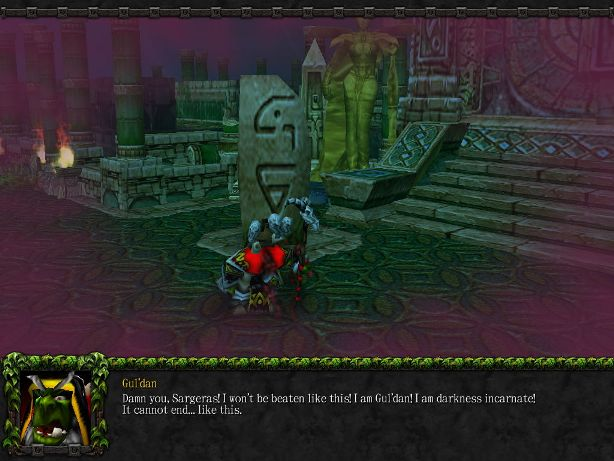 Gul'dan
Damn you, Sargeras! I won't be beaten like this! I am Gul'dan! I am darkness incarnate!
It cannot end... like this.